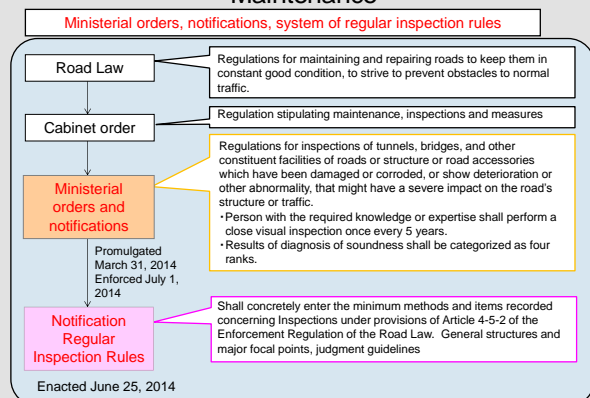 Maintenance
Ministerial orders, notifications, system of regular inspection rules
Road Law
Regulations for maintaining and repairing roads to keep them in
constant good condition, to strive to prevent obstacles to normal
traffic.
Cabinet order
Regulation stipulating maintenance, inspections and measures
Ministerial
orders and
notifications
Regulations for inspections of tunnels, bridges, and other
constituent facilities of roads or structure or road accessories
which have been damaged or corroded, or show deterioration or
other abnormality, that might have a severe impact on the road's
structure or traffic.
・Person with the required knowledge or expertise shall perform a
close visual inspection once every 5 years.
・Results of diagnosis of soundness shall be categorized as four
ranks.
Promulgated
March 31, 2014
Enforced July 1,
2014
Notification
Regular
Inspection Rules
Shall concretely enter the minimum methods and items recorded
concerning Inspections under provisions of Article 4-5-2 of the
Enforcement Regulation of the Road Law. General structures and
major focal points, judgment guidelines
Enacted June 25, 2014